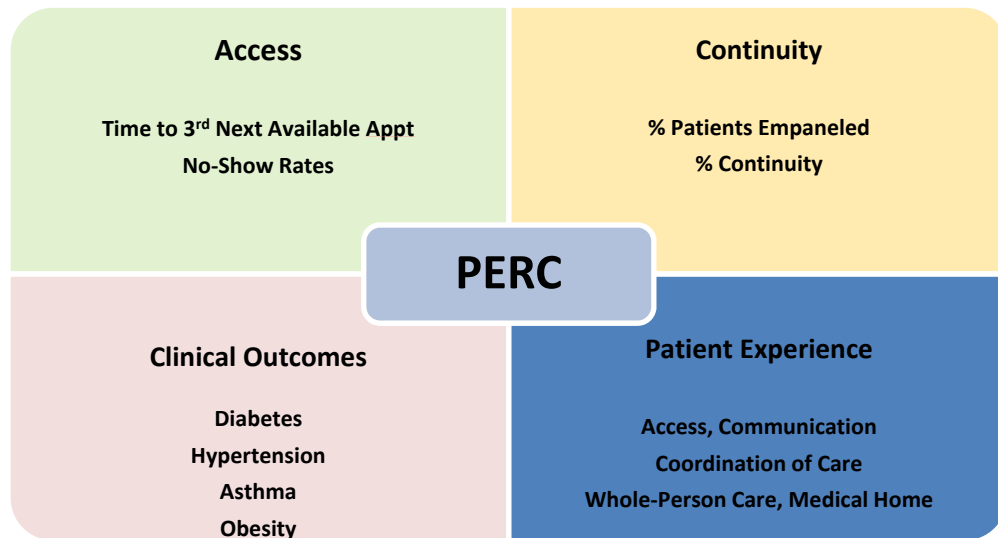 Access
Time to 3rd Next Available Appt
No-Show Rates
Continuity
% Patients Empaneled
% Continuity
PERC
Clinical Outcomes
Diabetes
Hypertension
Asthma
Obesity
Patient Experience
Access, Communication
Coordination of Care
Whole-Person Care, Medical Home